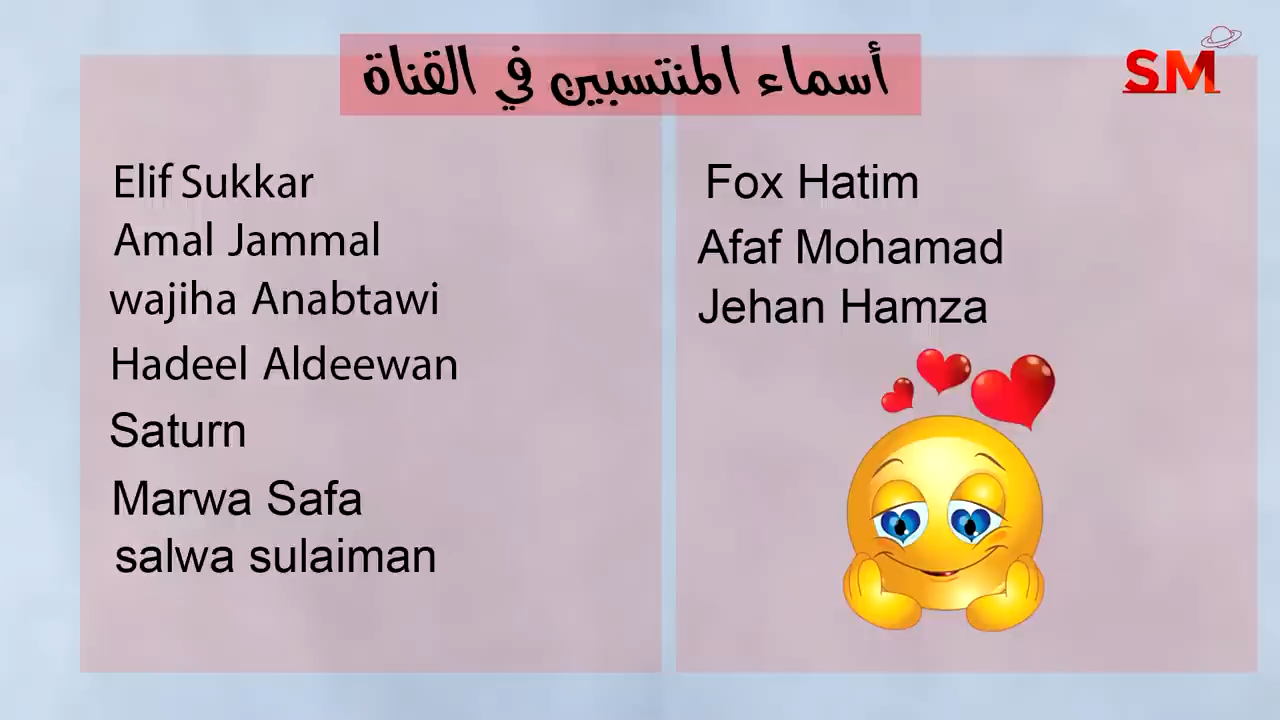 أسماء المنتسبين في القناة
SM
Elif Sukkar
Amal Jammal
wajiha Anabtawi
Hadeel Aldeewan
Saturn
Marwa Safa
salwa sulaiman
Fox Hatim
Afaf Mohamad
Jehan Hamza